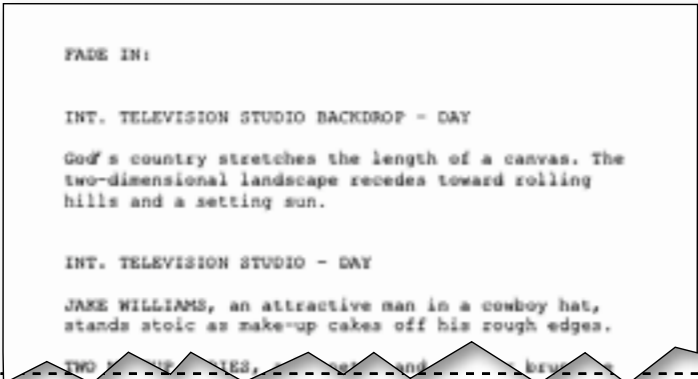 FADE IN:
INT. TELEVISION STUDIO BACKDROP - DAY
God's country stretches the length of a canvas. The
two-dimensional landscape recedes toward rolling
hills and a setting sun.
INT. TELEVISION STUDIO - DAY
JAKE WILLIAMS, an attractive man in a cowboy hat,
stands stoic as make-up cakes off his rough edges.
TWO